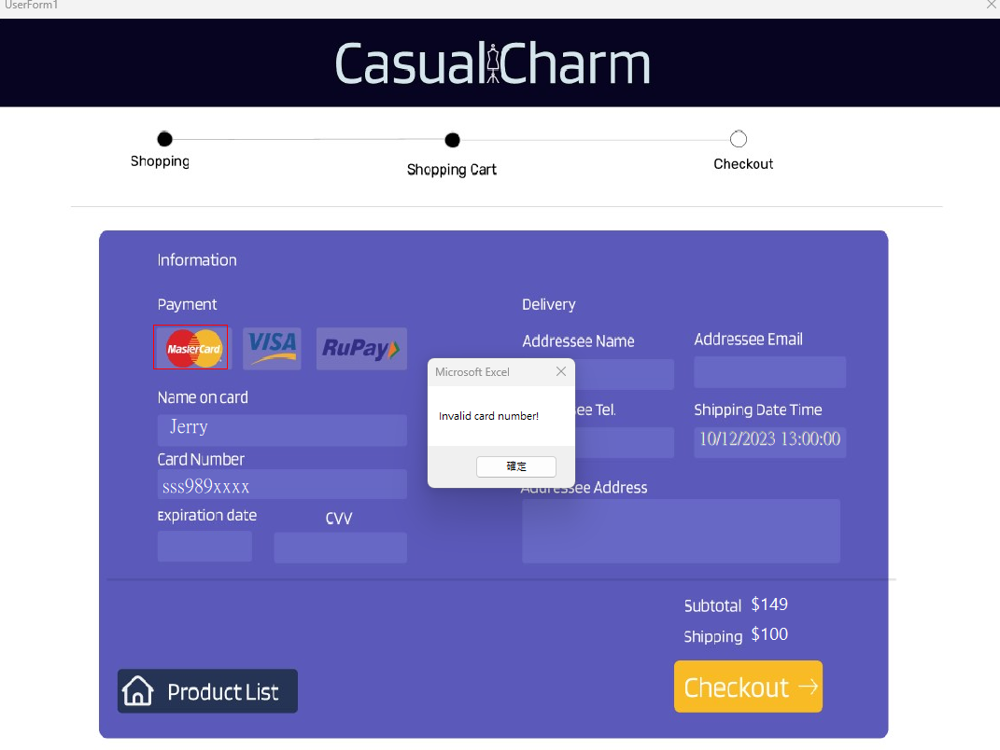 UserForm1
Casual Charm
Shopping
Shopping Cart
Checkout
Information
Payment
Delivery
MasterCard
VISA
RuPay
Addressee Name
Addressee Email
Microsoft Excel
Invalid card number!
確定
Name on card
Jerry
ee Tel.
Shipping Date Time
10/12/2023 13:00:00
Card Number
sss989xxxx
Addressee Address
Expiration date
CVV
Subtotal $149
Shipping $100
Product List
Checkout